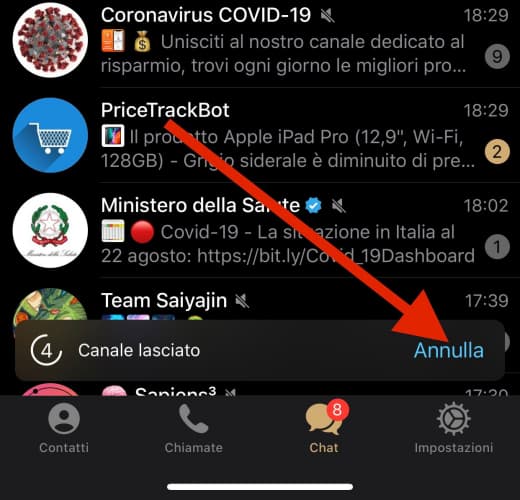 Coronavirus COVID-19 18:29
Unisciti al nostro canale dedicato al
risparmio, trovi ogni giorno le migliori pro... 9
PriceTrackBot 18:29
Il prodotto Apple iPad Pro (12,9", Wi-Fi, 2
128GB) - Grigio siderale è diminuito di pre...
Ministero della Salute 18:02
Covid-19 - La situazione in Italia al
22 agosto: https://bit.ly/Covid_19Dashboard 1
Team Saiyajin 17:39
4 Canale lasciato Annulla
Sapiens³ 17:30
8
Contatti Chiamate Chat Impostazioni